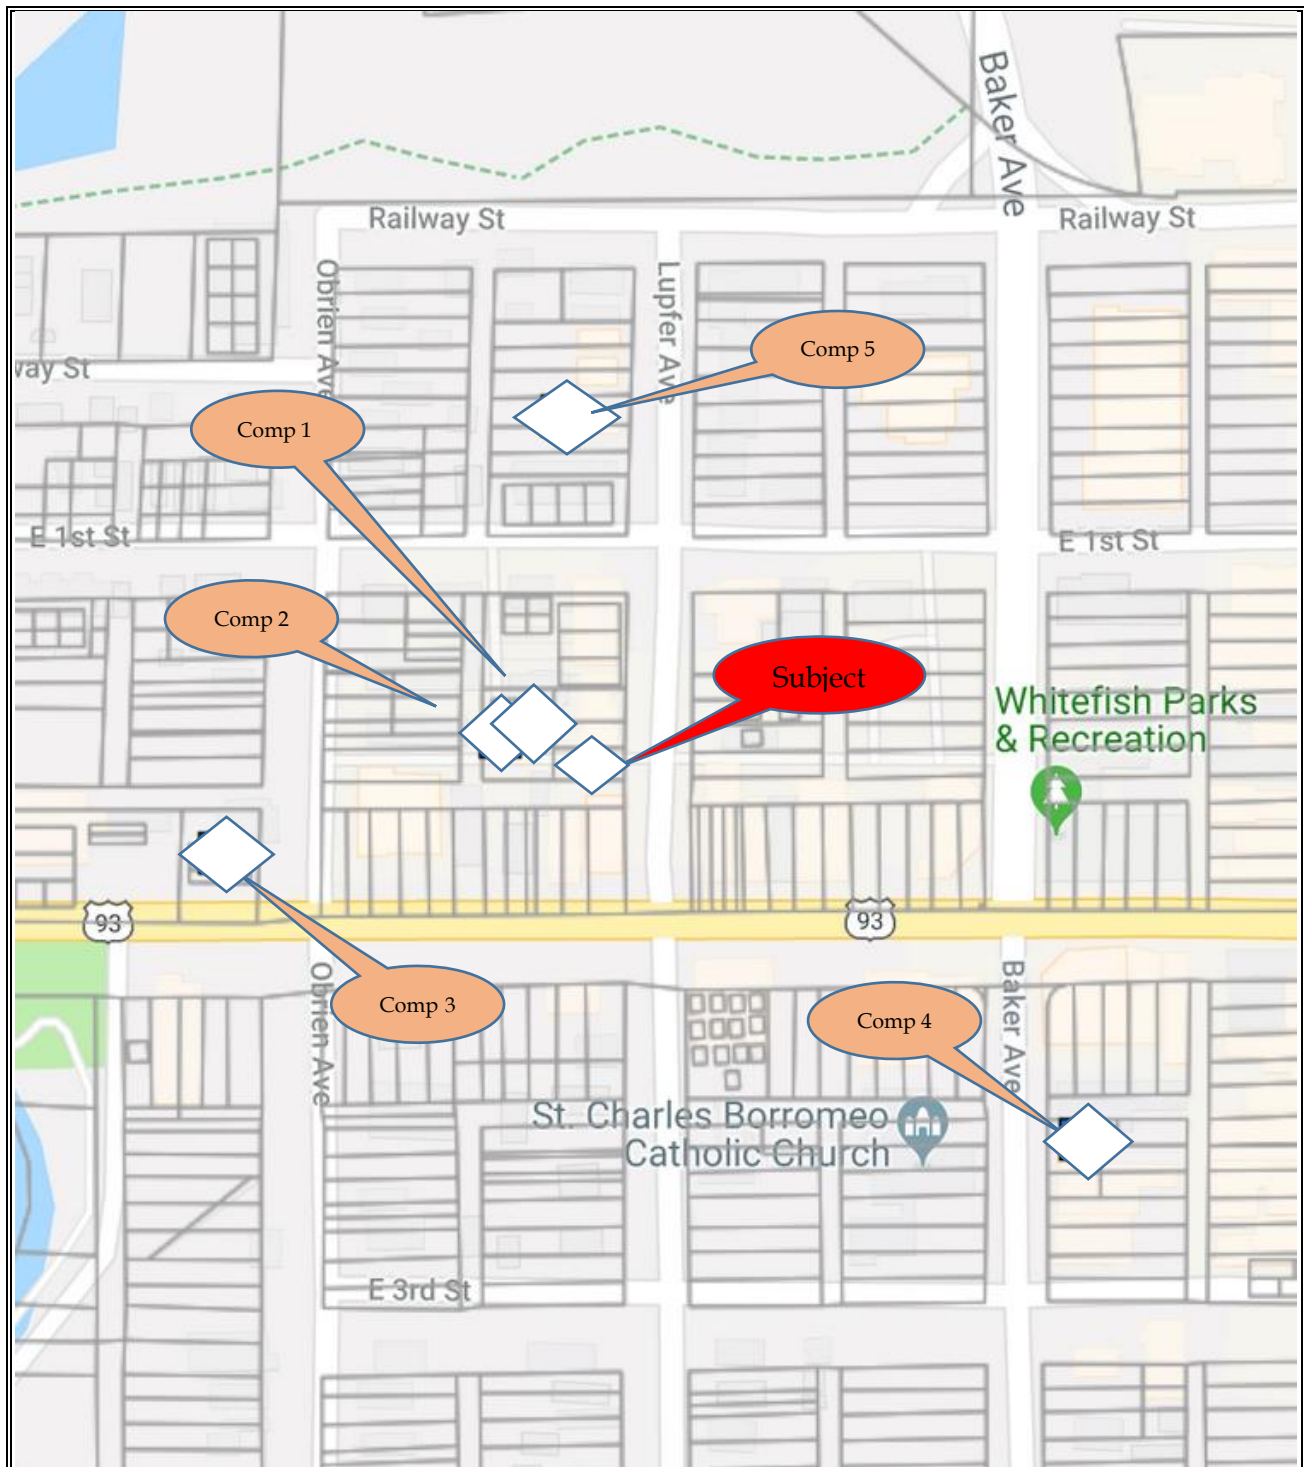 Baker Ave
Railway St
Railway St
Obrien Ave
Lupfer Ave
Comp 5
way St
Comp 1
E 1st St
E 1st St
Comp 2
Subject
Whitefish Parks
& Recreation
93
93
Obrien Ave
Baker Ave
Comp 3
Comp 4
St. Charles Borromeo
Catholic Church
E 3rd St